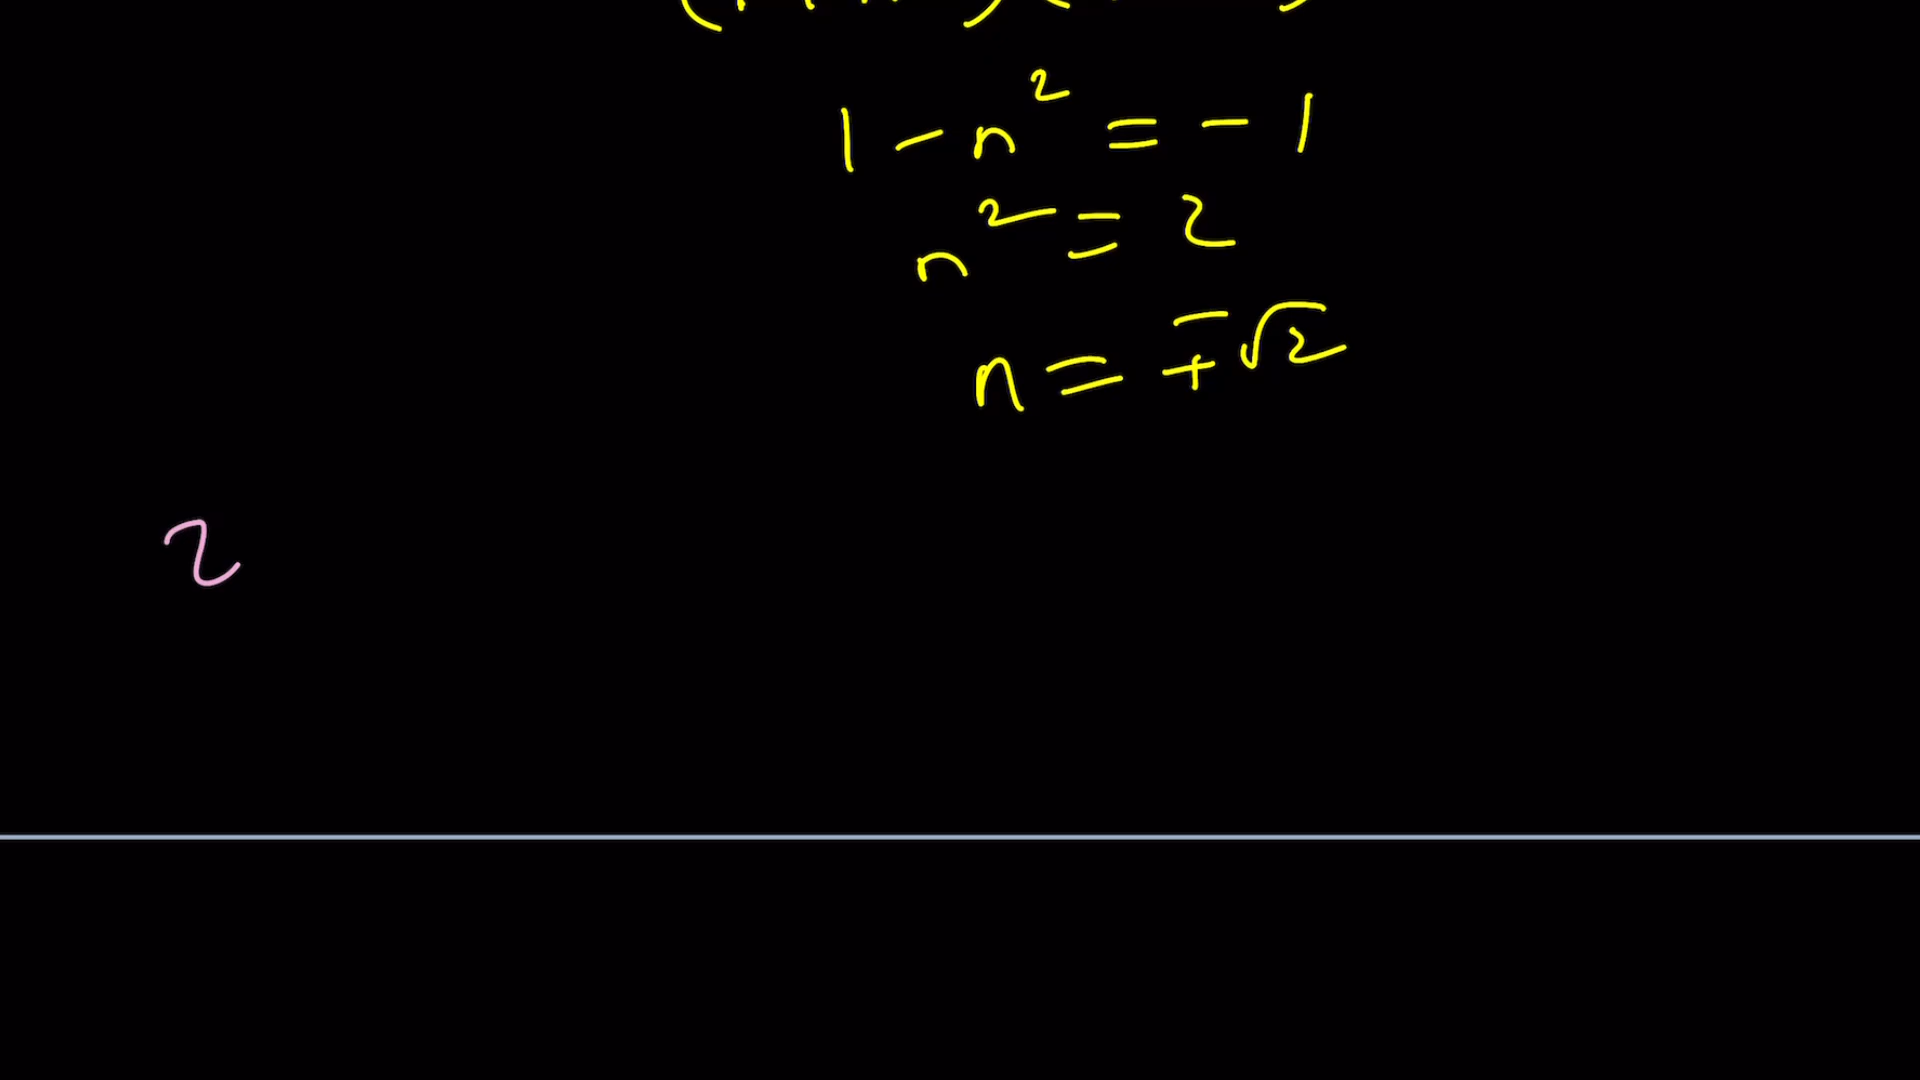 1 - n² = - 1
n² = 2
n = ∓√2
2